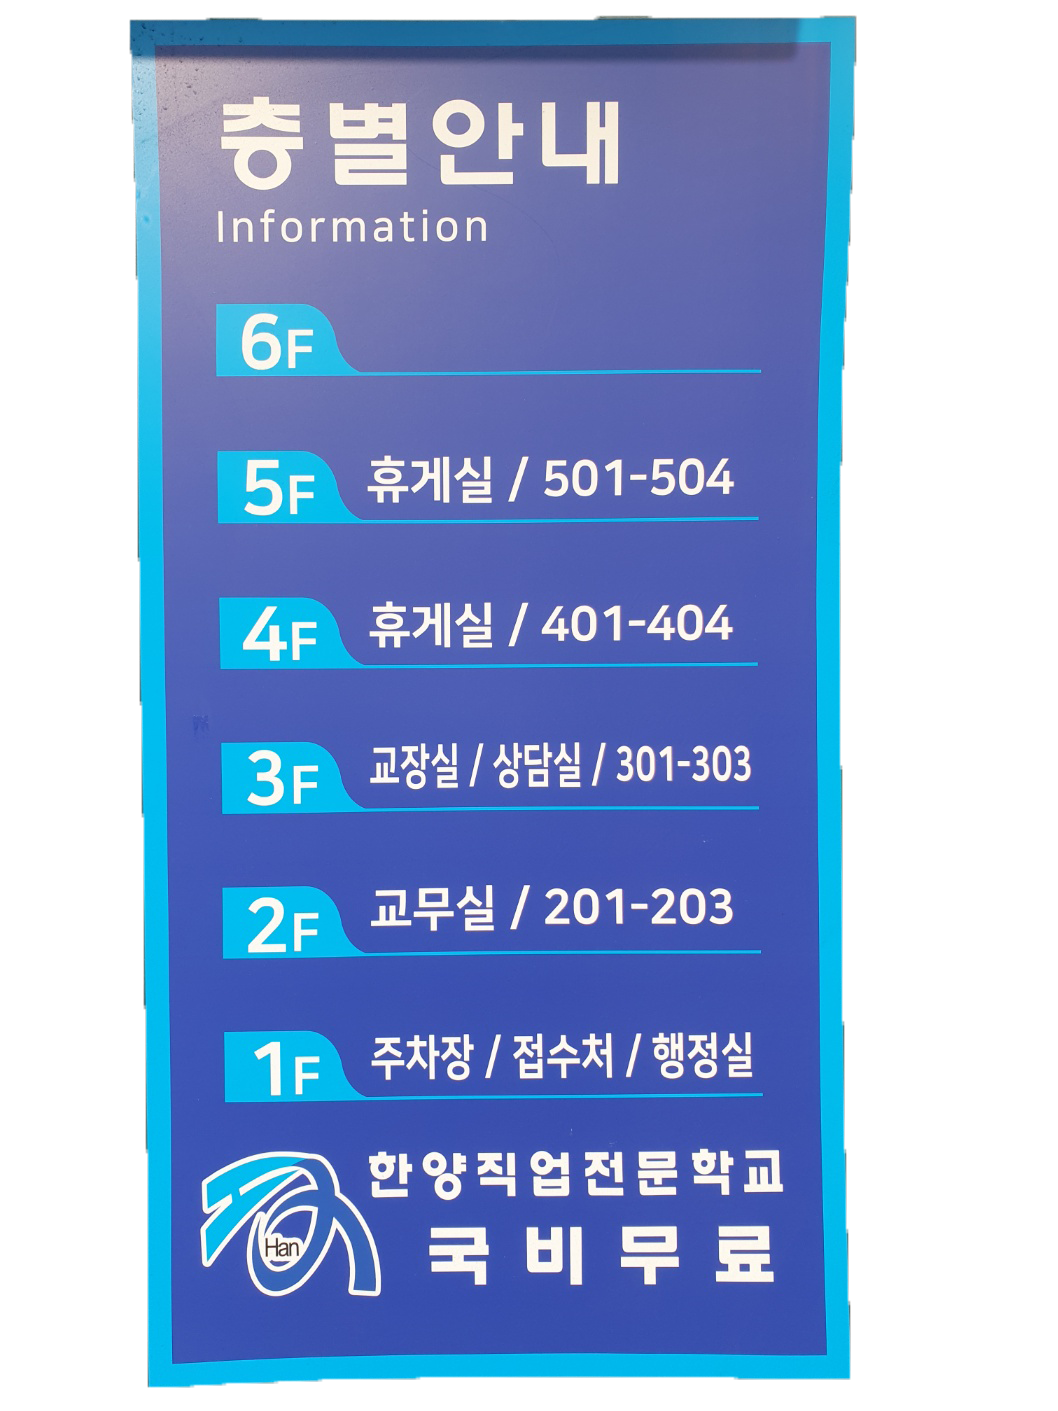 층별안내
Information
6F
5F 휴게실 / 501-504
4F 휴게실 / 401-404
3F 교장실 / 상담실 / 301-303
2F 교무실 / 201-203
1F 주차장 / 접수처 / 행정실
한양직업전문학교
Han
국비무료